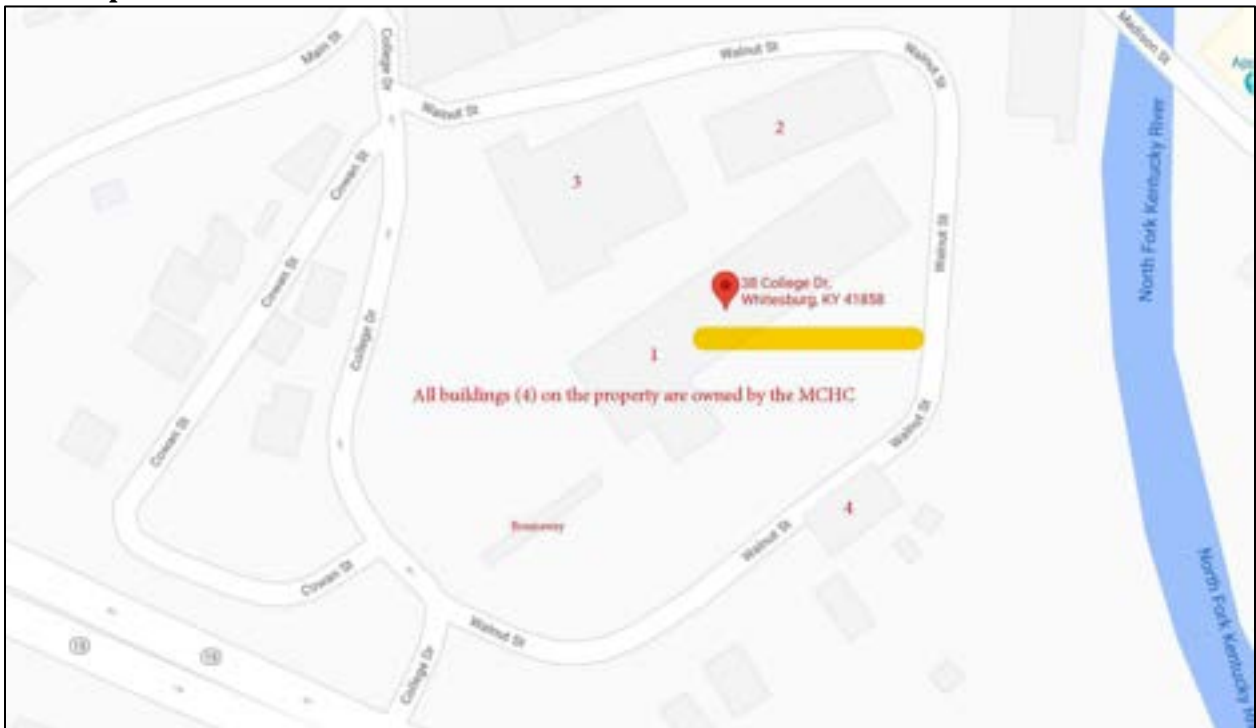 Main St
College Dr
Walnut St
Walnut St
Walnut St
Madison St
Cowan St
2
3
Cowan St
College Dr
38 College Dr,
Whitesburg, KY 41858
Walnut St
North Fork Kentucky River
1
All buildings (4) on the property are owned by the MCHC
Walnut St
Cowan St
4
Walnut St
Cowan St
Walnut St
College Dr
North Fork Kentucky